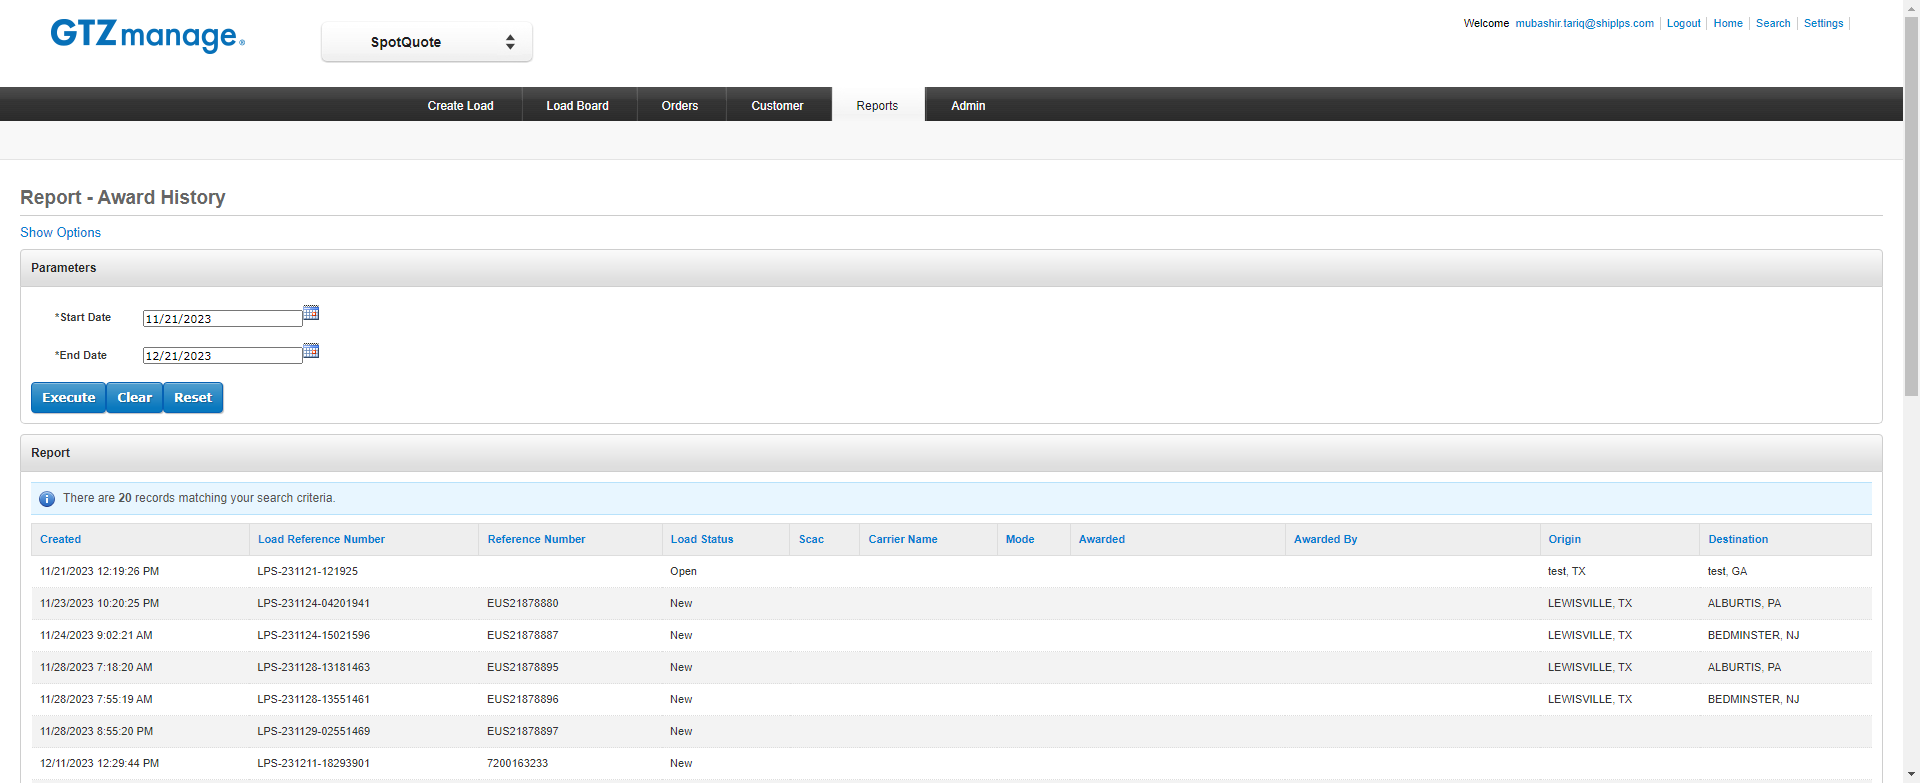 GTZmanage®
SpotQuote
Welcome mubashir.tariq@shiplps.com Logout Home Search Settings
Create Load Load Board Orders Customer Reports Admin
Report - Award History
Show Options
Parameters
*Start Date 11/21/2023
*End Date 12/21/2023
Execute Clear Reset
Report
There are 20 records matching your search criteria.
Created Load Reference Number Reference Number Load Status Scac Carrier Name Mode Awarded Awarded By Origin Destination
11/21/2023 12:19:26 PM LPS-231121-121925 Open test, TX test, GA
11/23/2023 10:20:25 PM LPS-231124-04201941 EUS21878880 New LEWISVILLE, TX ALBURTIS, PA
11/24/2023 9:02:21 AM LPS-231124-15021596 EUS21878887 New LEWISVILLE, TX BEDMINSTER, NJ
11/28/2023 7:18:20 AM LPS-231128-13181463 EUS21878895 New LEWISVILLE, TX ALBURTIS, PA
11/28/2023 7:55:19 AM LPS-231128-13551461 EUS21878896 New LEWISVILLE, TX BEDMINSTER, NJ
11/28/2023 8:55:20 PM LPS-231129-02551469 EUS21878897 New
12/11/2023 12:29:44 PM LPS-231211-18293901 7200163233 New